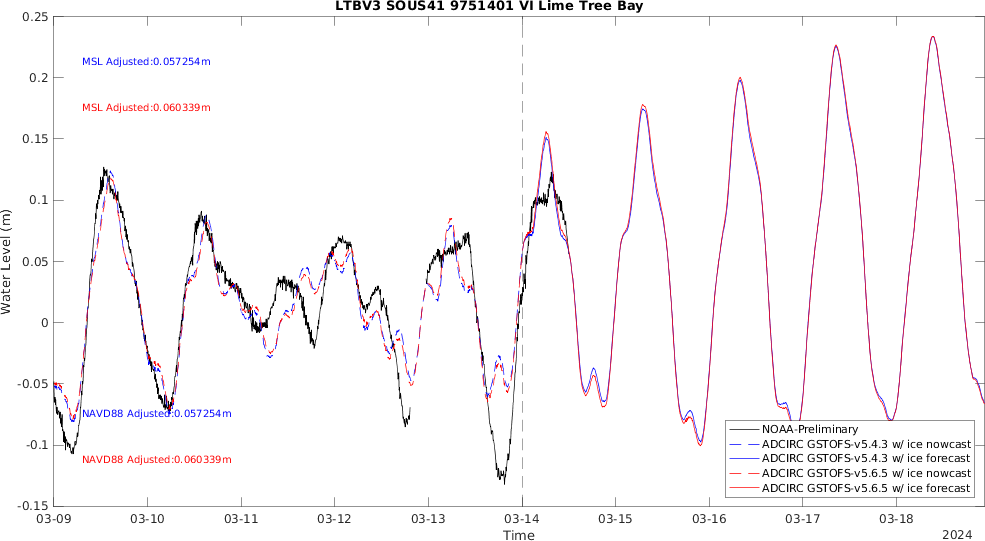 LTBV3 SOUS41 9751401 VI Lime Tree Bay
0.25
0.2
0.15
0.1
0.05
0
-0.05
-0.1
-0.15
Water Level (m)
MSL Adjusted:0.057254m
MSL Adjusted:0.060339m
NAVD88 Adjusted:0.057254m
NAVD88 Adjusted:0.060339m
NOAA-Preliminary
ADCIRC GSTOFS-v5.4.3 w/ ice nowcast
ADCIRC GSTOFS-v5.4.3 w/ ice forecast
ADCIRC GSTOFS-v5.6.5 w/ ice nowcast
ADCIRC GSTOFS-v5.6.5 w/ ice forecast
03-09 03-10 03-11 03-12 03-13 03-14 03-15 03-16 03-17 03-18
Time
2024